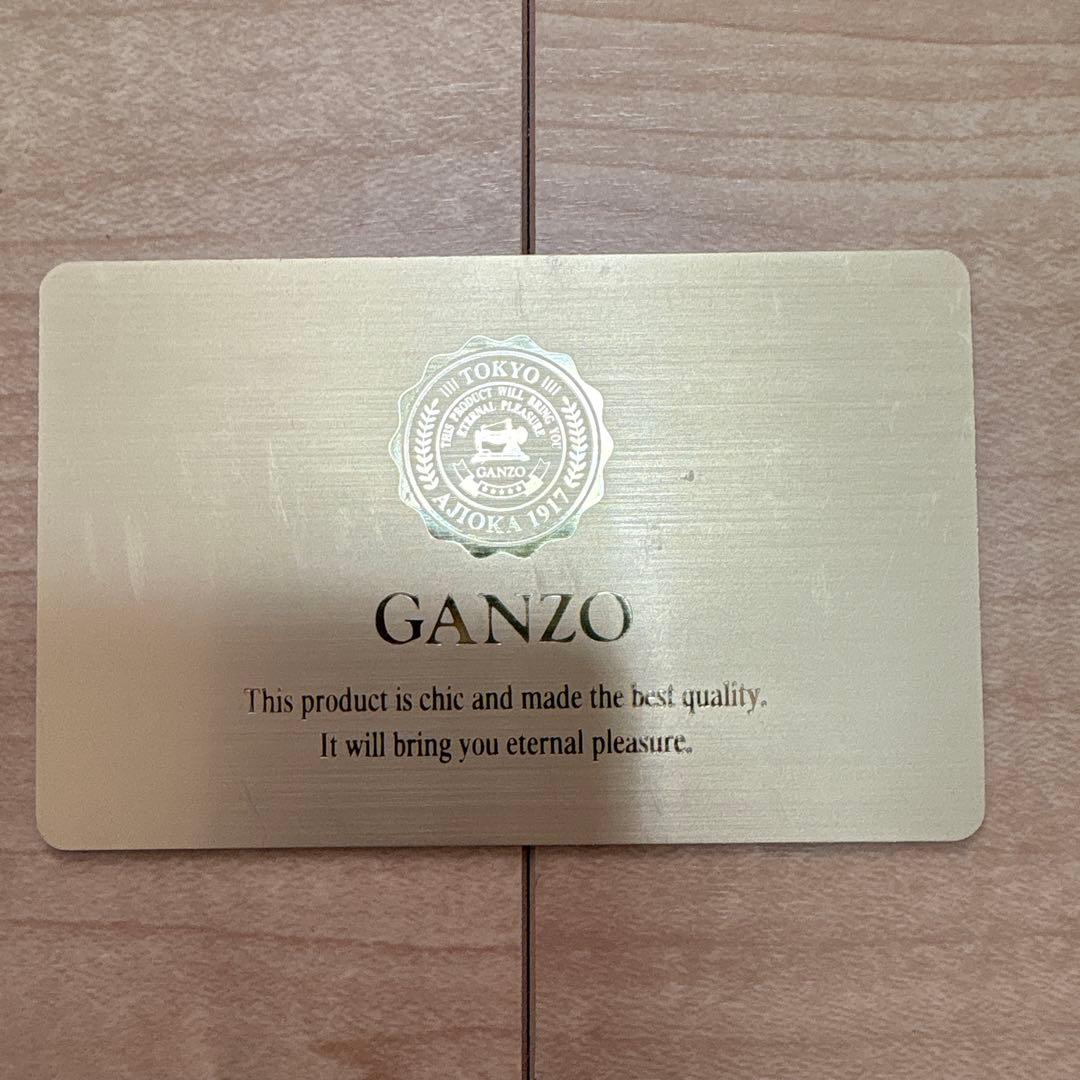 TOKYO
THIS PRODUCT WILL BRING YOU
ETERNAL PLEASURE
GANZO
AJIOKA 1917
GANZO
This product is chic and made the best quality.
It will bring you eternal pleasure.